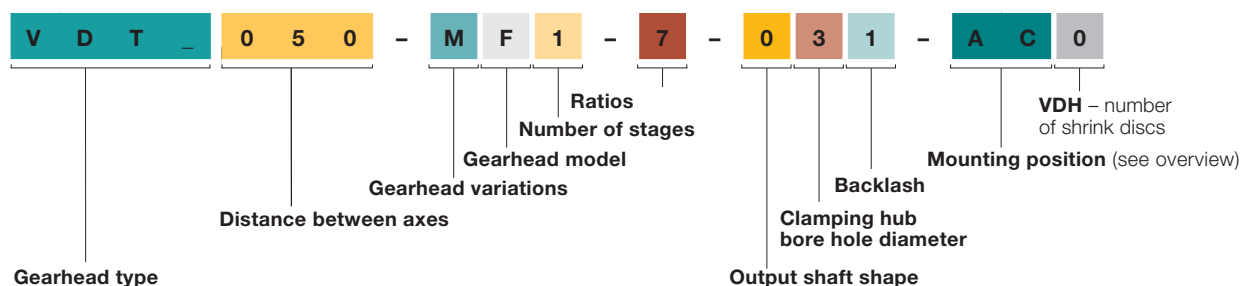 V D T _ 0 5 0 – M F 1 – 7 – 0 3 1 – A C 0
Ratios
VDH – number
of shrink discs
Number of stages
Gearhead model
Mounting position (see overview)
Gearhead variations
Backlash
Distance between axes
Clamping hub
bore hole diameter
Gearhead type
Output shaft shape